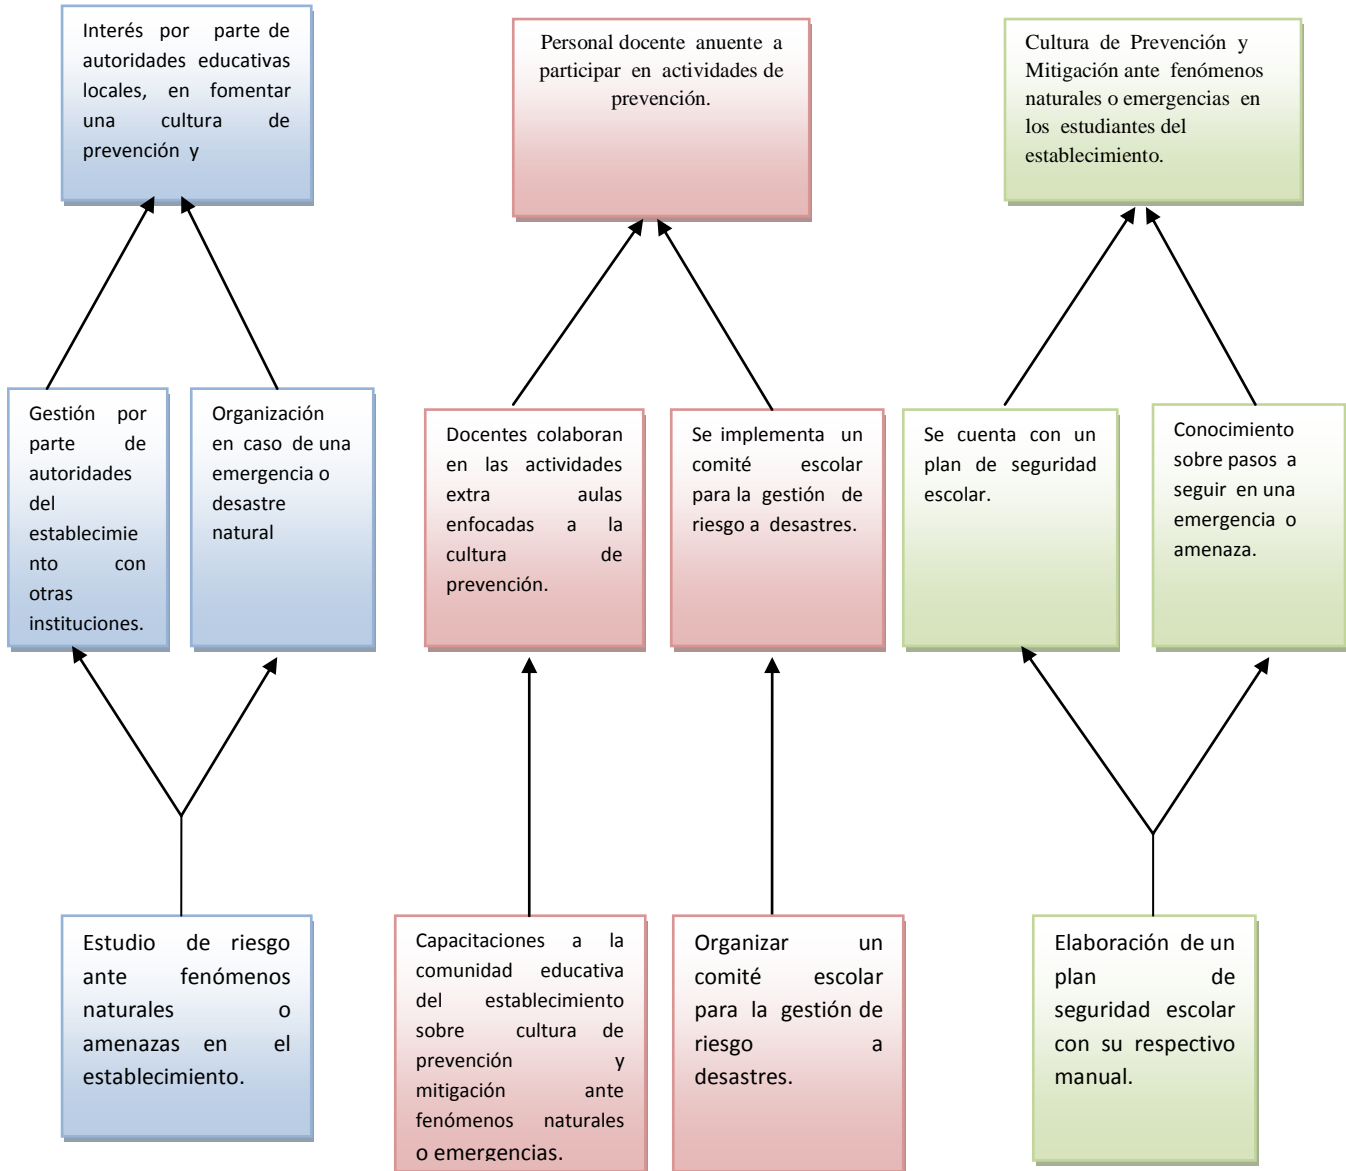 Interés por parte de
autoridades educativas
locales, en fomentar
una cultura de
prevención y
Personal docente anuente a
participar en actividades de
prevención.
Cultura de Prevención y
Mitigación ante fenómenos
naturales o emergencias en
los estudiantes del
establecimiento.
Gestión por
parte de
autoridades
del
establecimie
nto con
otras
instituciones.
Organización
en caso de una
emergencia o
desastre
natural
Docentes colaboran
en las actividades
extra aulas
enfocadas a la
cultura de
prevención.
Se implementa un
comité escolar
para la gestión de
riesgo a desastres.
Se cuenta con un
plan de seguridad
escolar.
Conocimiento
sobre pasos a
seguir en una
emergencia o
amenaza.
Estudio de riesgo
ante fenómenos
naturales o
amenazas en el
establecimiento.
Capacitaciones a la
comunidad educativa
del establecimiento
sobre cultura de
prevención y
mitigación ante
fenómenos naturales
o emergencias.
Organizar un
comité escolar
para la gestión de
riesgo a
desastres.
Elaboración de un
plan de
seguridad escolar
con su respectivo
manual.